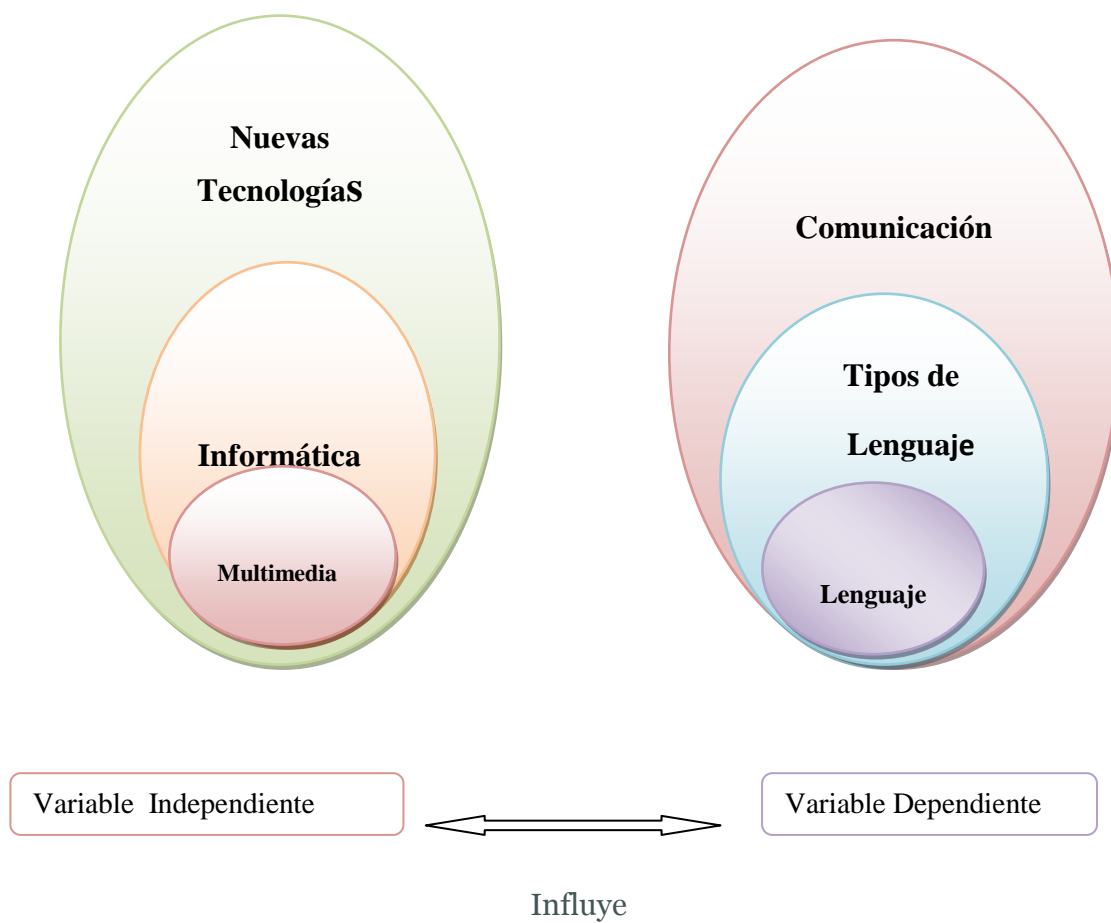 Nuevas
TecnologíaS
Informática
Multimedia
Comunicación
Tipos de
Lenguaje
Lenguaje
Variable Independiente
Variable Dependiente
Influye